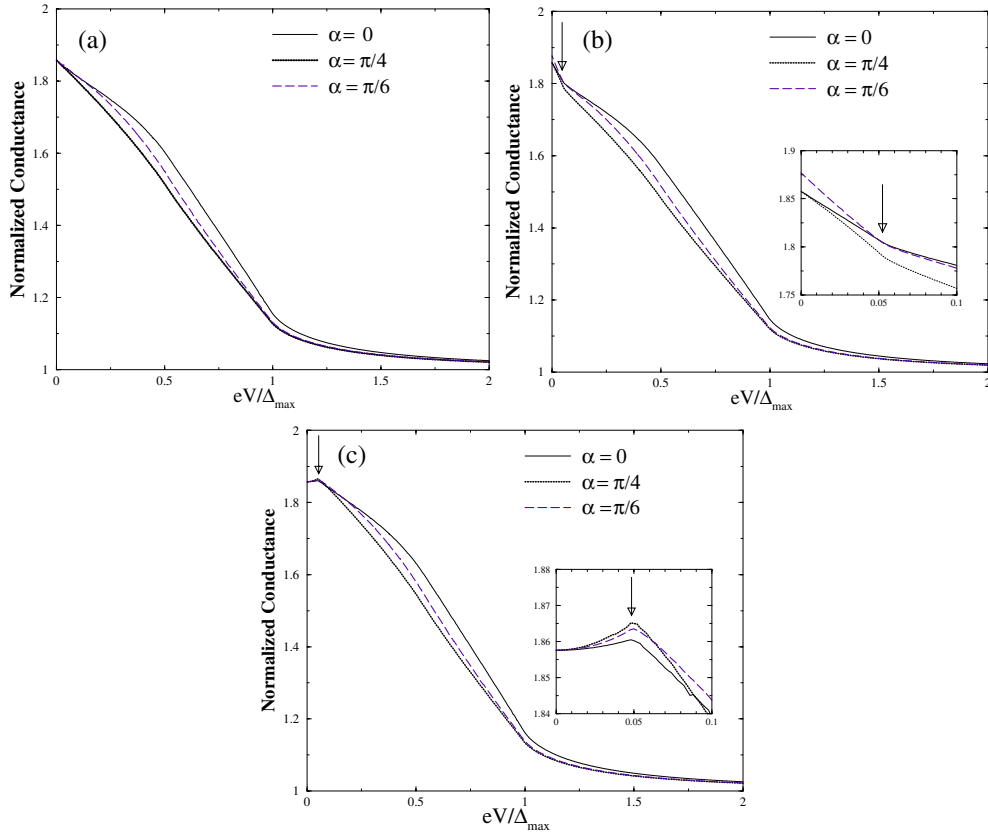 (a)
α = 0
α = π/4
α = π/6
Normalized Conductance
2
1.8
1.6
1.4
1.2
1
0
0.5
1
1.5
2
eV/Δmax
(b)
α = 0
α = π/4
α = π/6
Normalized Conductance
2
1.8
1.6
1.4
1.2
1
0
0.5
1
1.5
2
eV/Δmax
1.9
1.85
1.8
1.75
0
0.05
0.1
(c)
α = 0
α = π/4
α = π/6
Normalized Conductance
2
1.8
1.6
1.4
1.2
1
0
0.5
1
1.5
2
eV/Δmax
1.88
1.87
1.86
1.85
1.84
0
0.05
0.1